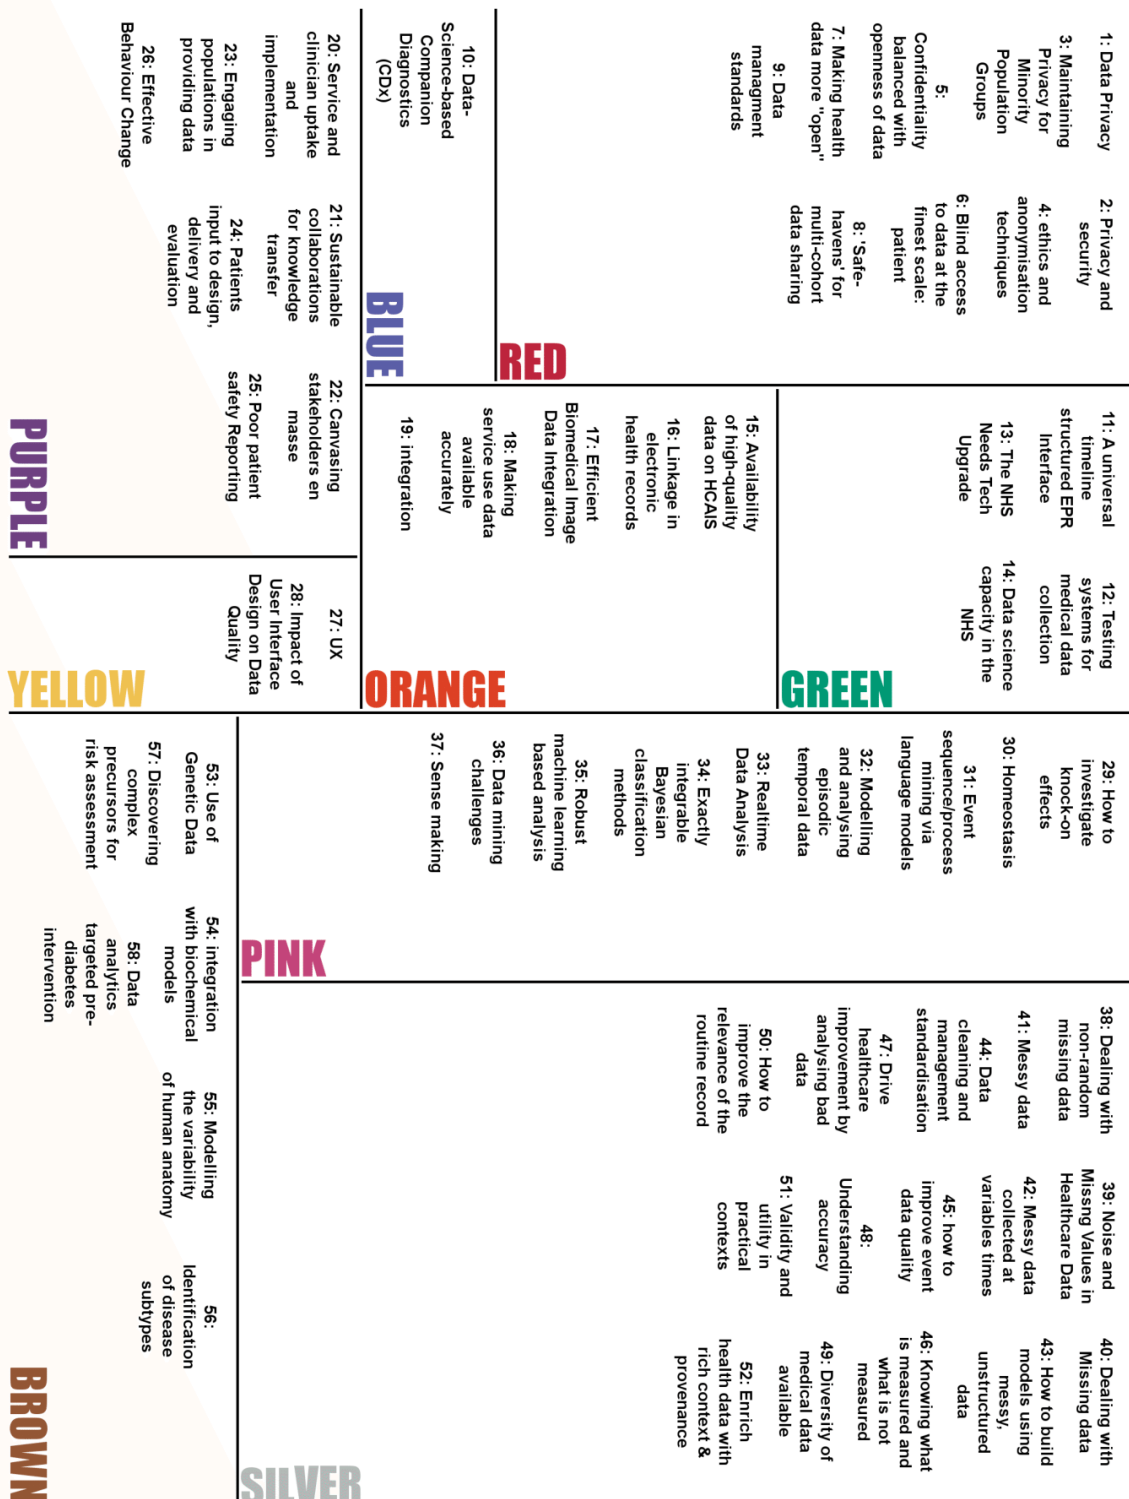 1: Data Privacy
2: Privacy and
security
3: Maintaining
Privacy for
Minority
Population
Groups
4: ethics and
anonymisation
techniques
5:
Confidentiality
balanced with
openness of data
6: Blind access
to data at the
finest scale:
patient
7: Making health
data more "open"
8: 'Safe-
havens' for
multi-cohort
data sharing
9: Data
managment
standards
RED
10: Data-
Science-based
Companion
Diagnostics
(CDx)
BLUE
11: A universal
timeline
structured EPR
Interface
12: Testing
systems for
medical data
collection
13: The NHS
Needs Tech
Upgrade
14: Data science
capacity in the
NHS
GREEN
15: Availability
of high-quality
data on HCAIS
16: Linkage in
electronic
health records
17: Efficient
Biomedical Image
Data Integration
18: Making
service use data
available
accurately
19: integration
ORANGE
20: Service and
clinician uptake
and
implementation
21: Sustainable
collaborations
for knowledge
transfer
22: Canvasing
stakeholders en
masse
23: Engaging
populations in
providing data
24: Patients
input to design,
delivery and
evaluation
25: Poor patient
safety Reporting
26: Effective
Behaviour Change
PURPLE
27: UX
28: Impact of
User Interface
Design on Data
Quality
YELLOW
29: How to
investigate
knock-on
effects
30: Homeostasis
31: Event
sequence/process
mining via
language models
32: Modelling
and analysing
episodic
temporal data
33: Realtime
Data Analysis
34: Exactly
integrable
Bayesian
classification
methods
35: Robust
machine learning
based analysis
36: Data mining
challenges
37: Sense making
PINK
38: Dealing with
non-random
missing data
39: Noise and
Missng Values in
Healthcare Data
40: Dealing with
Missing data
41: Messy data
42: Messy data
collected at
variables times
43: How to build
models using
messy,
unstructured
data
44: Data
cleaning and
management
standardisation
45: how to
improve event
data quality
46: Knowing what
is measured and
what is not
measured
47: Drive
healthcare
improvement by
analysing bad
data
48:
Understanding
accuracy
49: Diversity of
medical data
available
50: How to
improve the
relevance of the
routine record
51: Validity and
utility in
practical
contexts
52: Enrich
health data with
rich context &
provenance
SILVER
53: Use of
Genetic Data
54: integration
with biochemical
models
55: Modelling
the variability
of human anatomy
56:
Identification
of disease
subtypes
57: Discovering
complex
precursors for
risk assessment
58: Data
analytics
targeted pre-
diabetes
intervention
BROWN